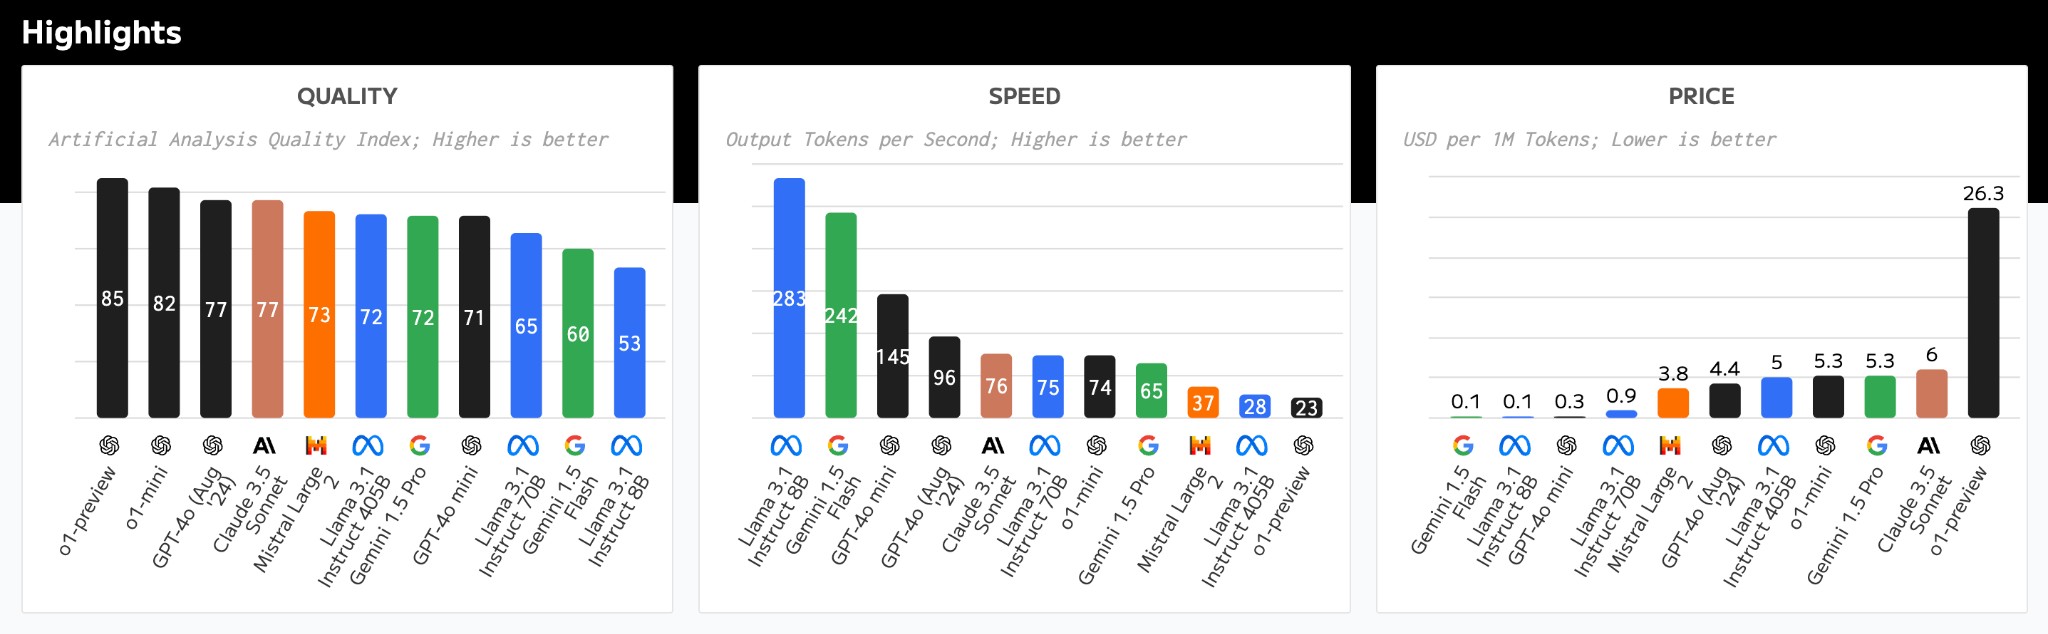 Highlights
QUALITY
Artificial Analysis Quality Index; Higher is better
85
82
77
77
73
72
72
71
65
60
53
o1-preview
o1-mini
GPT-4o (Aug
'24)
Claude 3.5
Sonnet
Mistral Large
2
Llama 3.1
Instruct 405B
Gemini 1.5 Pro
GPT-4o mini
Llama 3.1
Instruct 70B
Gemini 1.5
Flash
Llama 3.1
Instruct 8B
SPEED
Output Tokens per Second; Higher is better
283
242
145
96
76
75
74
65
37
28
23
Llama 3.1
Instruct 8B
Gemini 1.5
Flash
GPT-4o mini
GPT-4o (Aug
'24)
Claude 3.5
Sonnet
Llama 3.1
Instruct 70B
o1-mini
Gemini 1.5 Pro
Mistral Large
2
Llama 3.1
Instruct 405B
o1-preview
PRICE
USD per 1M Tokens; Lower is better
0.1
0.1
0.3
0.9
3.8
4.4
5
5.3
5.3
6
26.3
Gemini 1.5
Flash
Llama 3.1
Instruct 8B
GPT-4o mini
Llama 3.1
Instruct 70B
Mistral Large
2
GPT-4o (Aug
'24)
Llama 3.1
Instruct 405B
o1-mini
Gemini 1.5 Pro
Claude 3.5
Sonnet
o1-preview